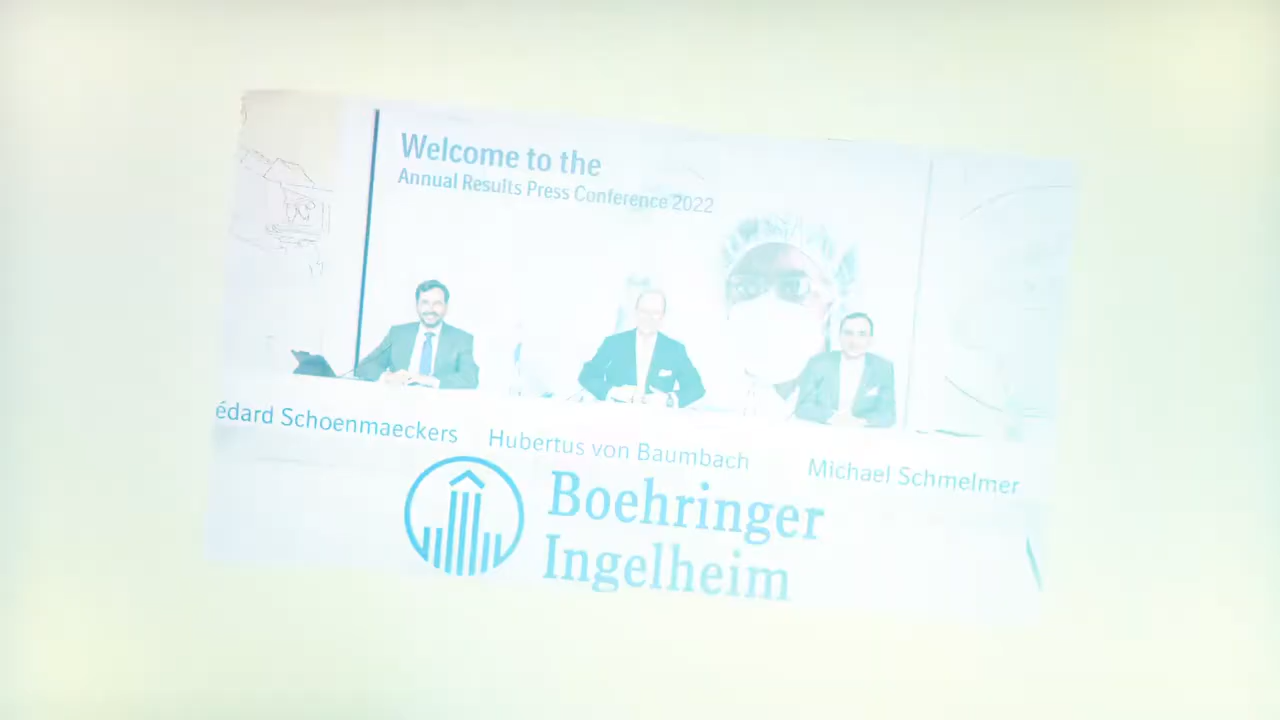 Welcome to the
Annual Results Press Conference 2022
édard Schoenmaeckers Hubertus von Baumbach Michael Schmelmer
Boehringer
Ingelheim